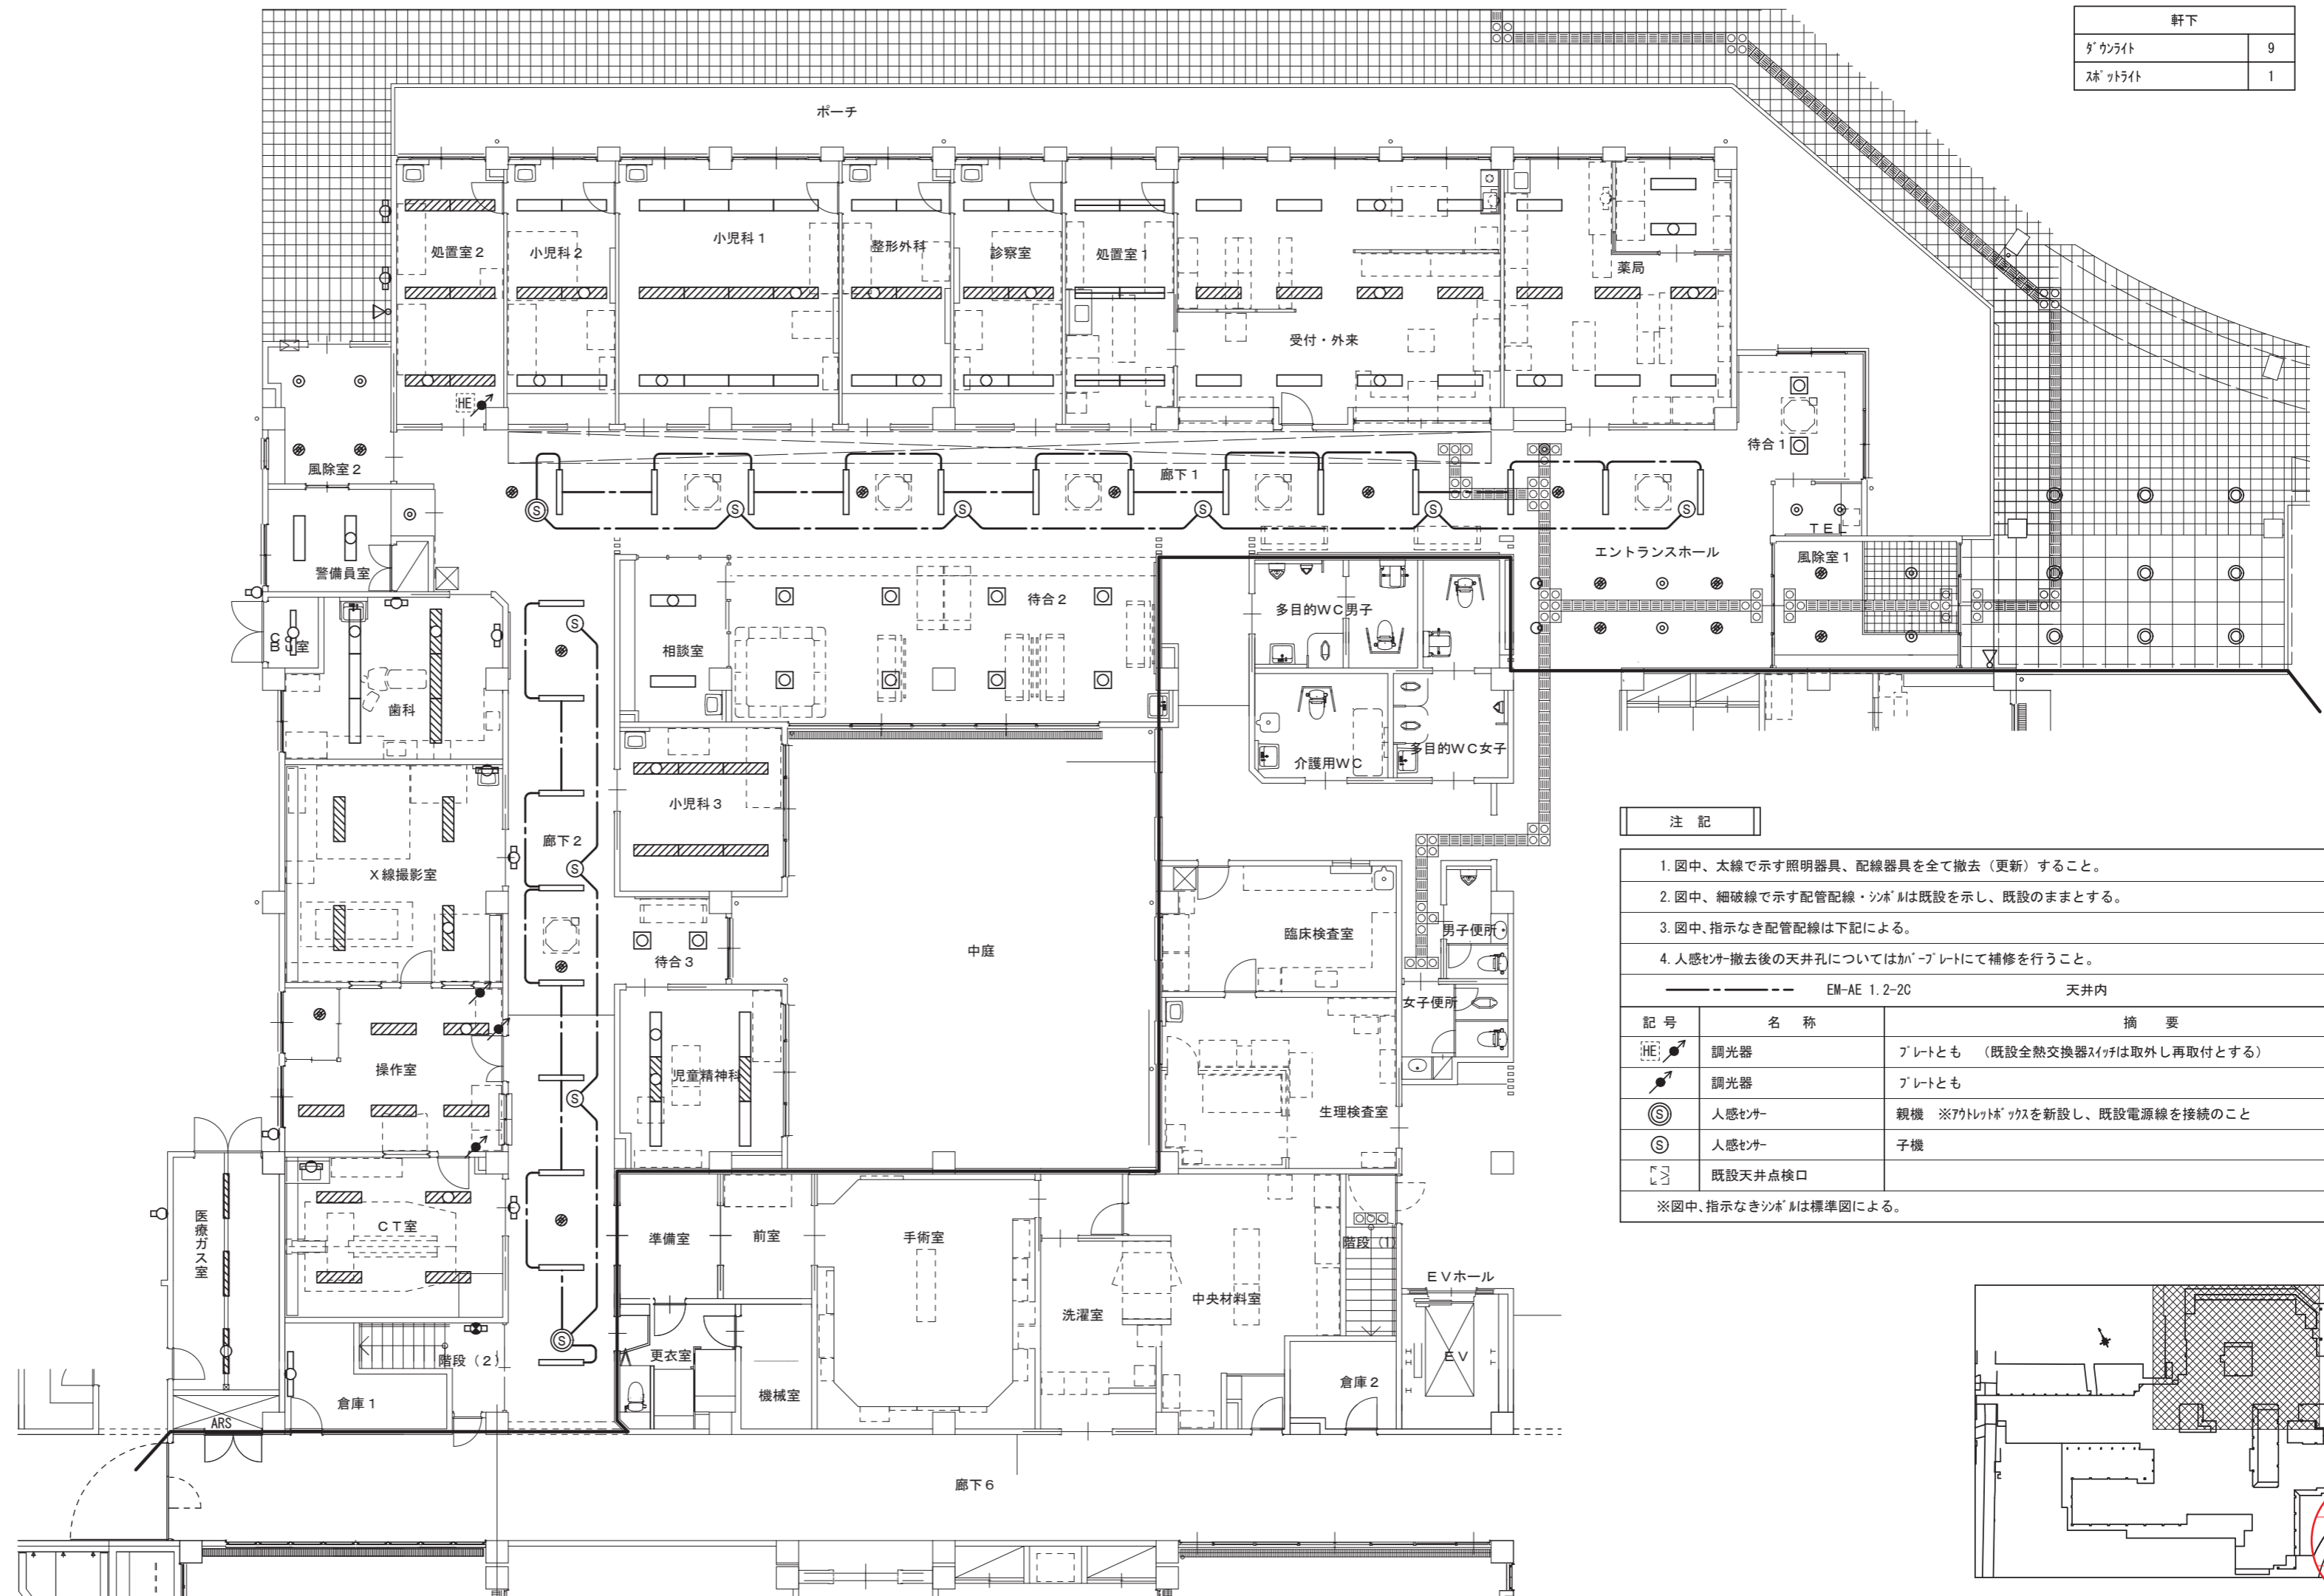 軒下
ダウンライト 9
スポットライト 1
ポーチ
処置室2
小児科2
小児科1
整形外科
診察室
処置室1
受付・外来
薬局
HE
待合1
風除室2
廊下1
TEL
エントランスホール
風除室1
警備員室
相談室
待合2
多目的WC男子
歯科
介護用WC
多目的WC女子
小児科3
廊下2
X線撮影室
待合3
中庭
臨床検査室
男子便所
女子便所
操作室
児童精神科
生理検査室
医療ガス室
CT室
準備室
前室
手術室
洗濯室
中央材料室
階段(1)
EVホール
EV
階段(2)
更衣室
機械室
倉庫1
倉庫2
ARS
廊下6
注 記
1. 図中、太線で示す照明器具、配線器具を全て撤去（更新）すること。
2. 図中、細破線で示す配管配線・シンボルは既設を示し、既設のままとする。
3. 図中、指示なき配管配線は下記による。
4. 人感センサー撤去後の天井孔についてはカバープレートにて補修を行うこと。
EM-AE 1.2-2C 天井内
記号 名 称 摘 要
HE 調光器 プレートとも （既設全熱交換器スイッチは取外し再取付とする）
調光器 プレートとも
S 人感センサー 親機 ※アウトレットボックスを新設し、既設電源線を接続のこと
S 人感センサー 子機
既設天井点検口
※図中、指示なきシンボルは標準図による。